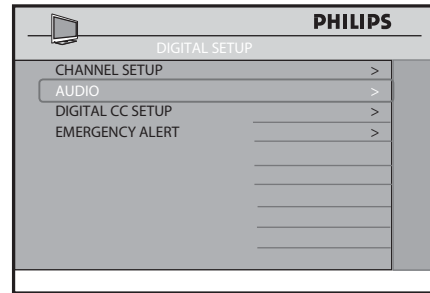 PHILIPS
DIGITAL SETUP
CHANNEL SETUP >
AUDIO >
DIGITAL CC SETUP >
EMERGENCY ALERT >